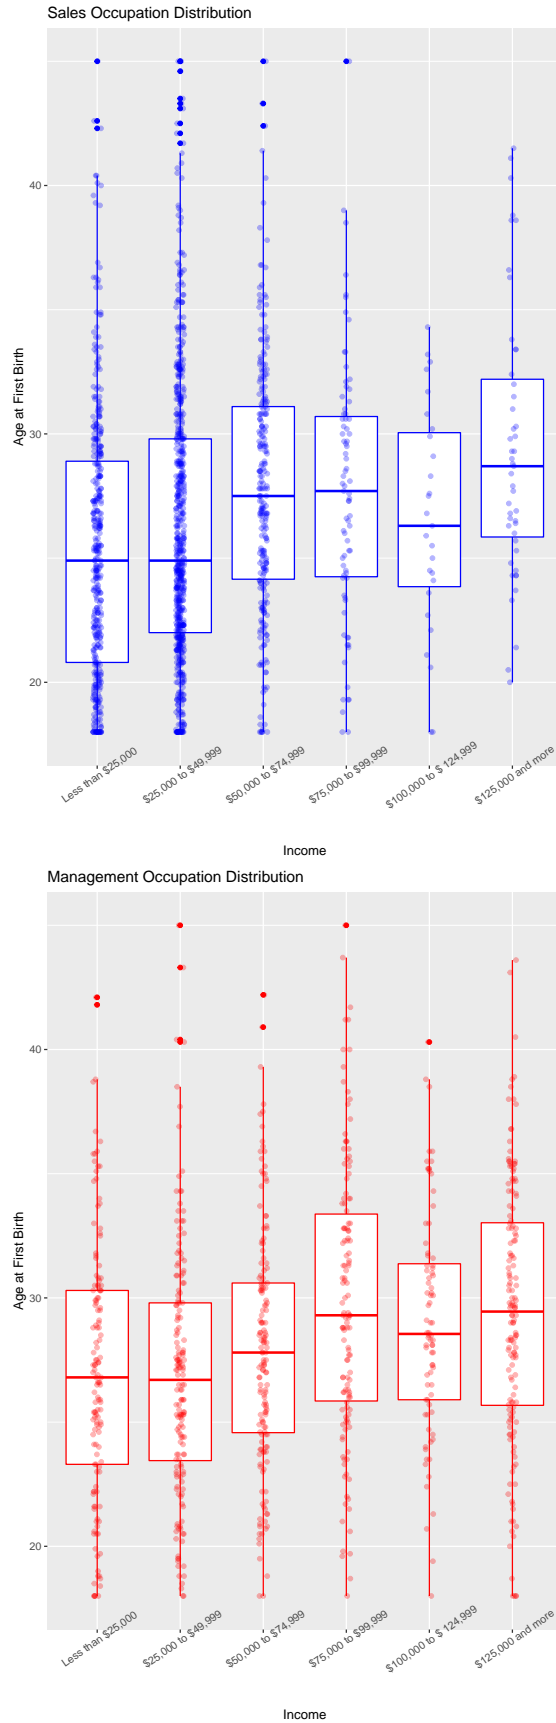 Sales Occupation Distribution
Age at First Birth
40
30
20
Less than $25,000
$25,000 to $49,999
$50,000 to $74,999
$75,000 to $99,999
$100,000 to $ 124,999
$125,000 and more
Income
Management Occupation Distribution
Age at First Birth
40
30
20
Less than $25,000
$25,000 to $49,999
$50,000 to $74,999
$75,000 to $99,999
$100,000 to $ 124,999
$125,000 and more
Income